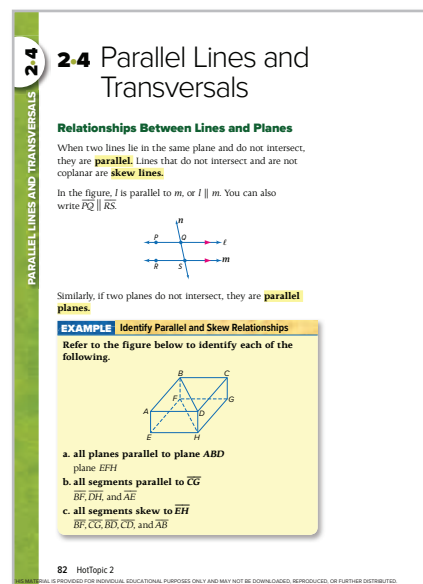 2•4
PARALLEL LINES AND TRANSVERSALS
2•4 Parallel Lines and
Transversals
Relationships Between Lines and Planes
When two lines lie in the same plane and do not intersect,
they are parallel. Lines that do not intersect and are not
coplanar are skew lines.
In the figure, l is parallel to m, or l || m. You can also
write PQ || RS.
n
P Q ℓ
R S m
Similarly, if two planes do not intersect, they are parallel
planes.
EXAMPLE Identify Parallel and Skew Relationships
Refer to the figure below to identify each of the
following.
B C
F G
A D
E H
a. all planes parallel to plane ABD
plane EFH
b. all segments parallel to CG
BF, DH, and AE
c. all segments skew to EH
BF, CG, BD, CD, and AB
82 HotTopic 2
HIS MATERIAL IS PROVIDED FOR INDIVIDUAL EDUCATIONAL PURPOSES ONLY AND MAY NOT BE DOWNLOADED, REPRODUCED, OR FURTHER DISTRIBUTED.